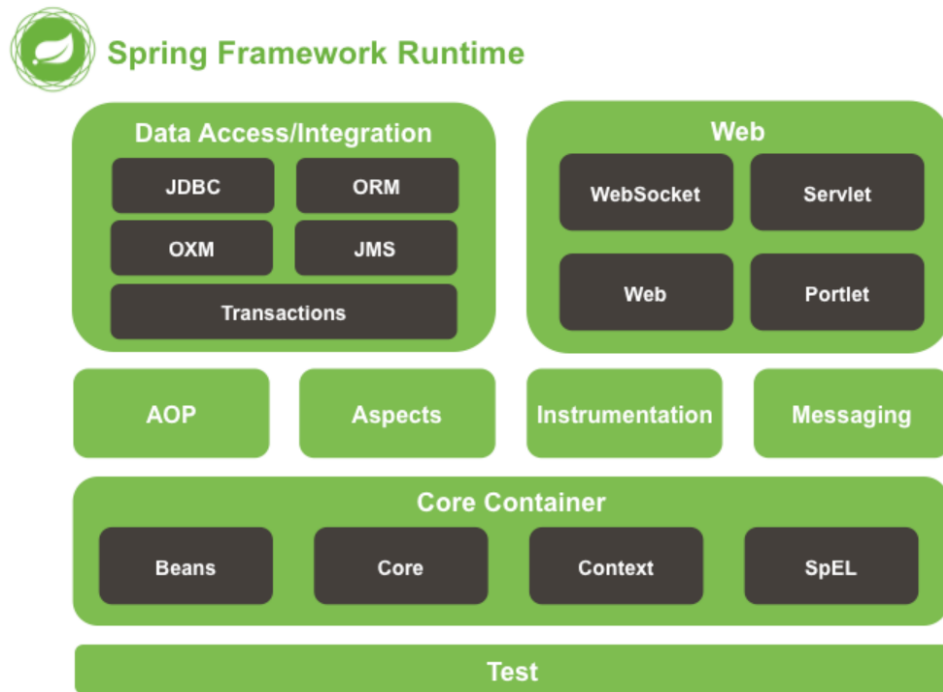 Spring Framework Runtime
Data Access/Integration
JDBC
ORM
OXM
JMS
Transactions
Web
WebSocket
Servlet
Web
Portlet
AOP
Aspects
Instrumentation
Messaging
Core Container
Beans
Core
Context
SpEL
Test